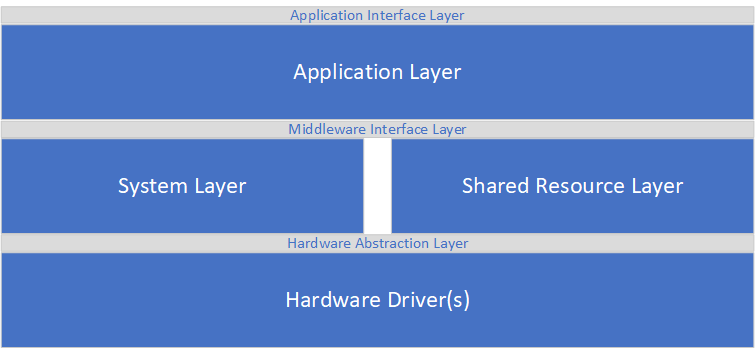 Application Interface Layer
Application Layer
Middleware Interface Layer
System Layer
Shared Resource Layer
Hardware Abstraction Layer
Hardware Driver(s)